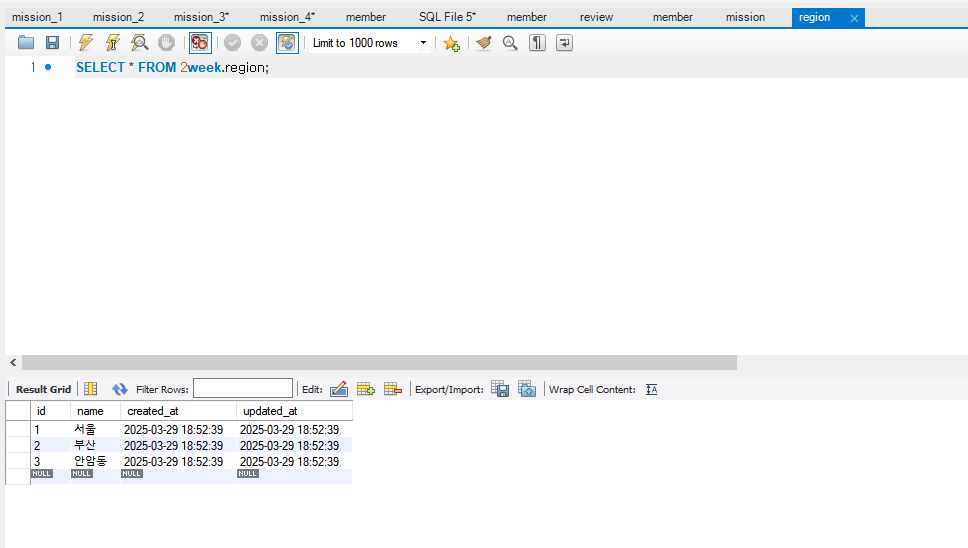 mission_1 mission_2 mission_3* mission_4* member SQL File 5* member review member mission region
Limit to 1000 rows
1 SELECT * FROM 2week.region;
Result Grid Filter Rows: Edit: Export/Import: Wrap Cell Content:
id name created_at updated_at
1 서울 2025-03-29 18:52:39 2025-03-29 18:52:39
2 부산 2025-03-29 18:52:39 2025-03-29 18:52:39
3 안암동 2025-03-29 18:52:39 2025-03-29 18:52:39
NULL NULL NULL NULL